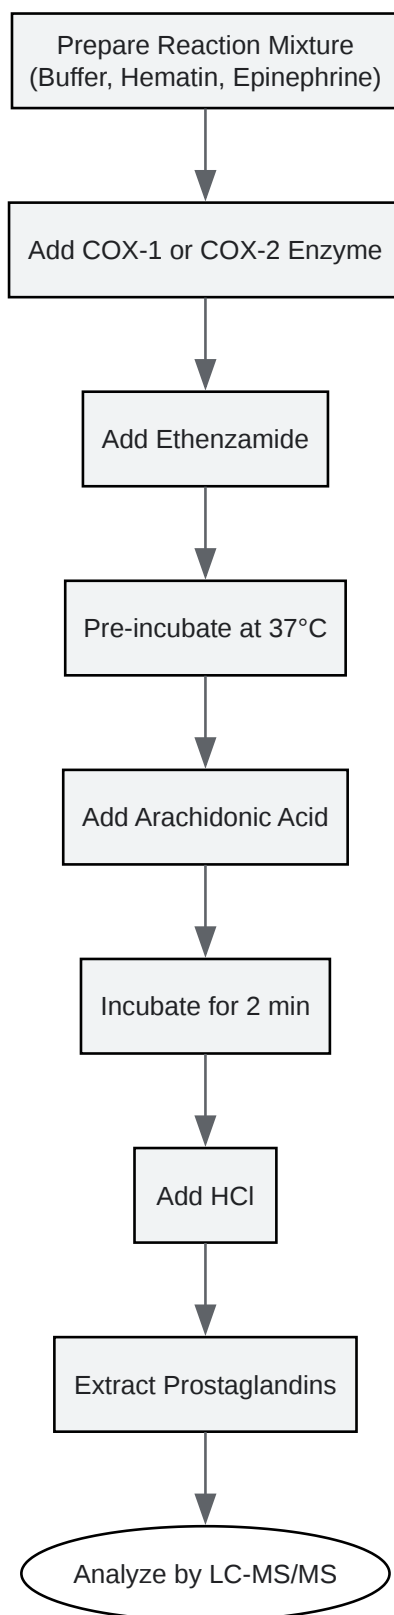 Prepare Reaction Mixture
(Buffer, Hematin, Epinephrine)
Add COX-1 or COX-2 Enzyme
Add Ethenzamide
Pre-incubate at 37°C
Add Arachidonic Acid
Incubate for 2 min
Add HCl
Extract Prostaglandins
Analyze by LC-MS/MS